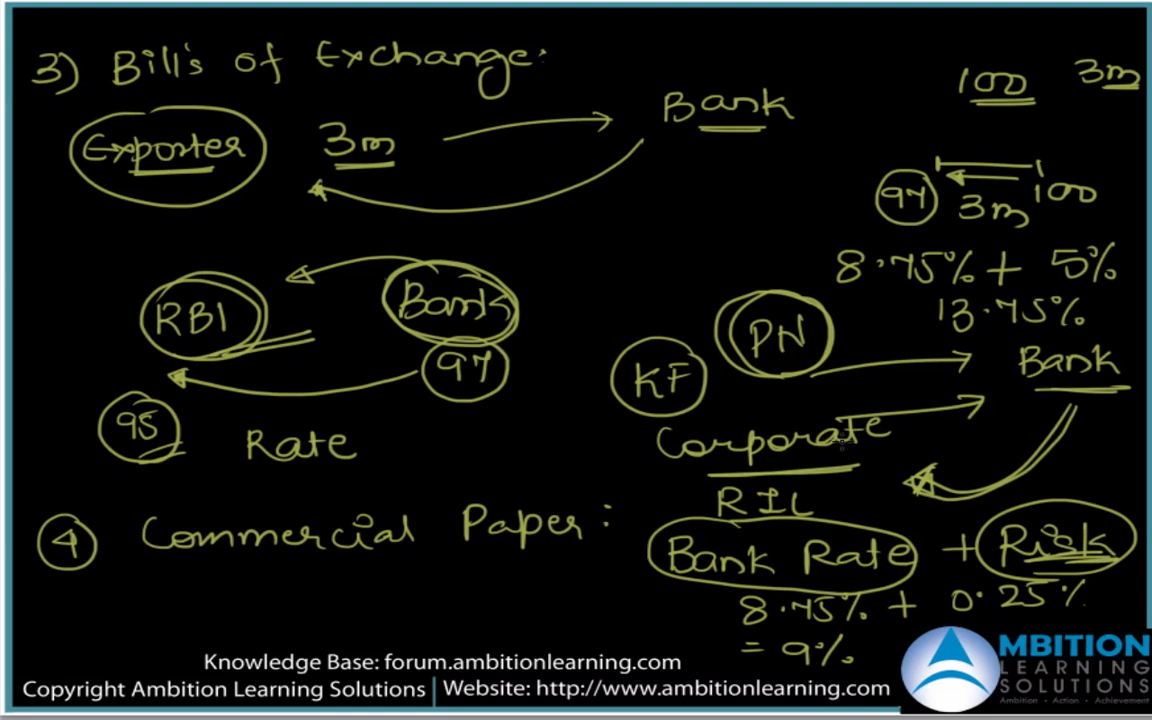 3) Bill's of Exchange:
100 3m
Exporter 3m Bank
97 3m 100
8.75% + 5%
13.75%
RBI Bank
97
95 Rate
KF PN Bank
Corporate
RIL
4 Commercial Paper:
Bank Rate + Risk
8.75% + 0.25%
= 9%
Knowledge Base: forum.ambitionlearning.com
Copyright Ambition Learning Solutions | Website: http://www.ambitionlearning.com
AMBITION
LEARNING
SOLUTIONS
Ambition - Action - Achievement